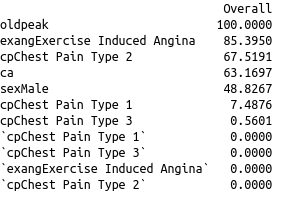 Overall
oldpeak 100.0000
exangExercise Induced Angina 85.3950
cpChest Pain Type 2 67.5191
ca 63.1697
sexMale 48.8267
cpChest Pain Type 1 7.4876
cpChest Pain Type 3 0.5601
`cpChest Pain Type 1` 0.0000
`cpChest Pain Type 3` 0.0000
`exangExercise Induced Angina` 0.0000
`cpChest Pain Type 2` 0.0000